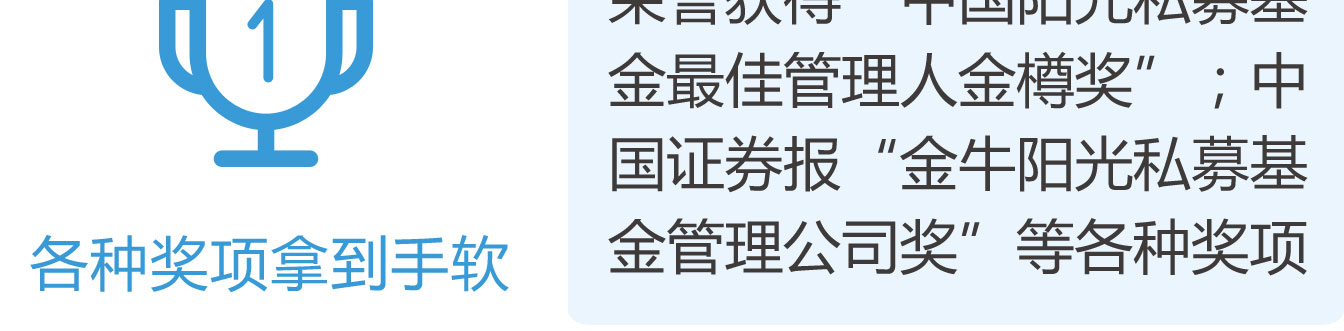 1
荣誉获得“中国阳光私募基
金最佳管理人金樽奖”；中
国证券报“金牛阳光私募基
金管理公司奖”等各种奖项
各种奖项拿到手软